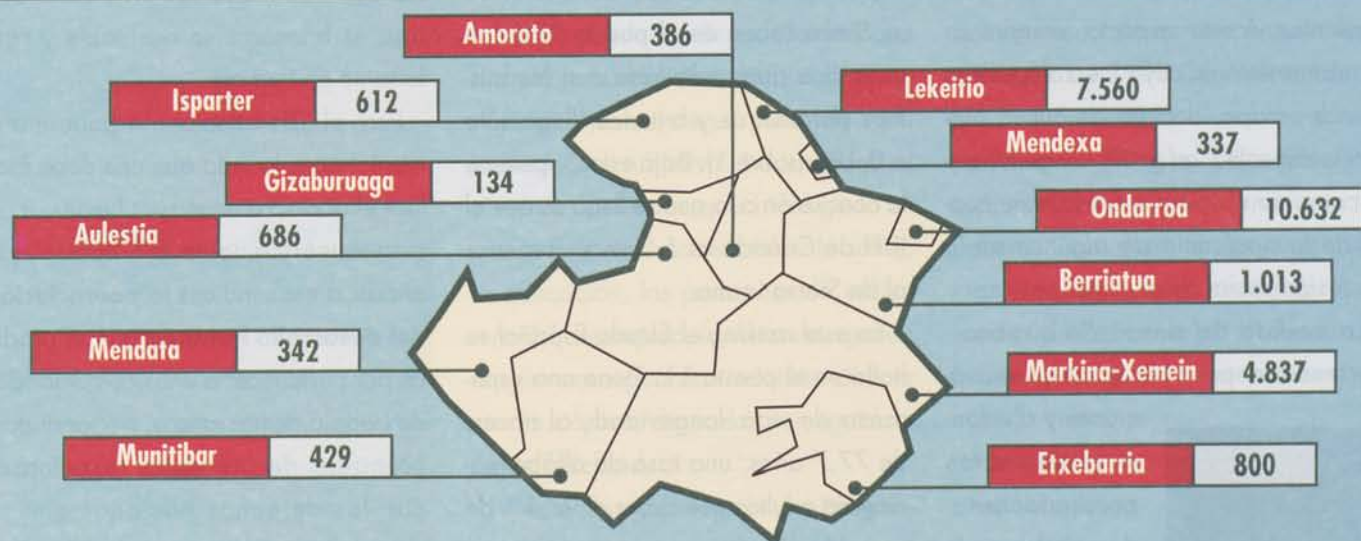 Amoroto 386
Isparter 612
Lekeitio 7.560
Mendexa 337
Gizaburuaga 134
Ondarroa 10.632
Aulestia 686
Berriatua 1.013
Mendata 342
Markina-Xemein 4.837
Munitibar 429
Etxebarria 800